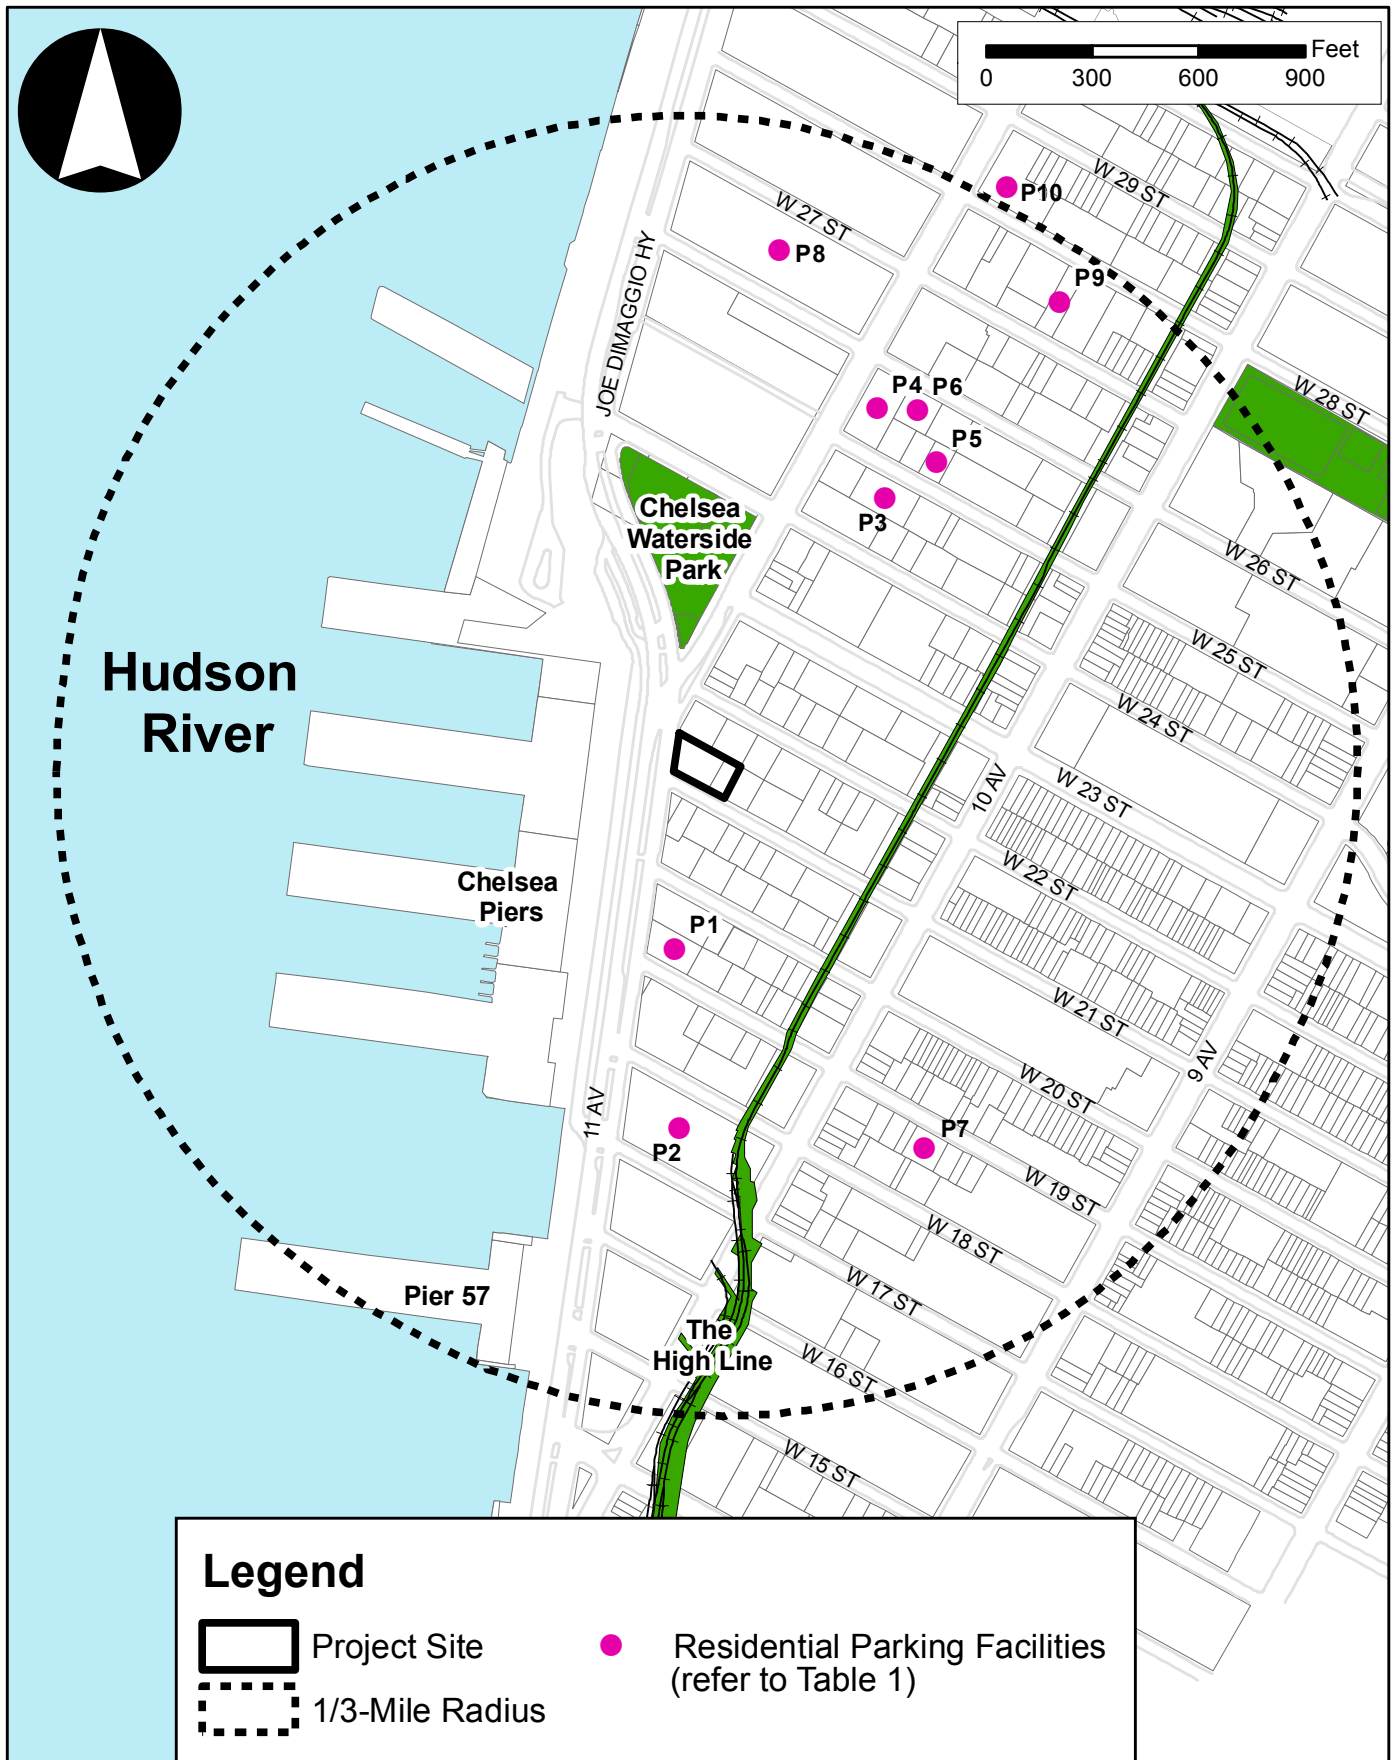 Feet
0 300 600 900
W 29 ST
P10
W 27 ST
P8
P9
JOE DIMAGGIO HY
P4
P6
W 28 ST
P5
Chelsea
Waterside
Park
P3
W 26 ST
W 25 ST
Hudson
River
W 24 ST
10 AV
W 23 ST
W 22 ST
Chelsea
Piers
P1
W 21 ST
9 AV
W 20 ST
11 AV
P2
P7
W 19 ST
W 18 ST
W 17 ST
Pier 57
The
High Line
W 16 ST
W 15 ST
Legend
Project Site
Residential Parking Facilities
(refer to Table 1)
1/3-Mile Radius